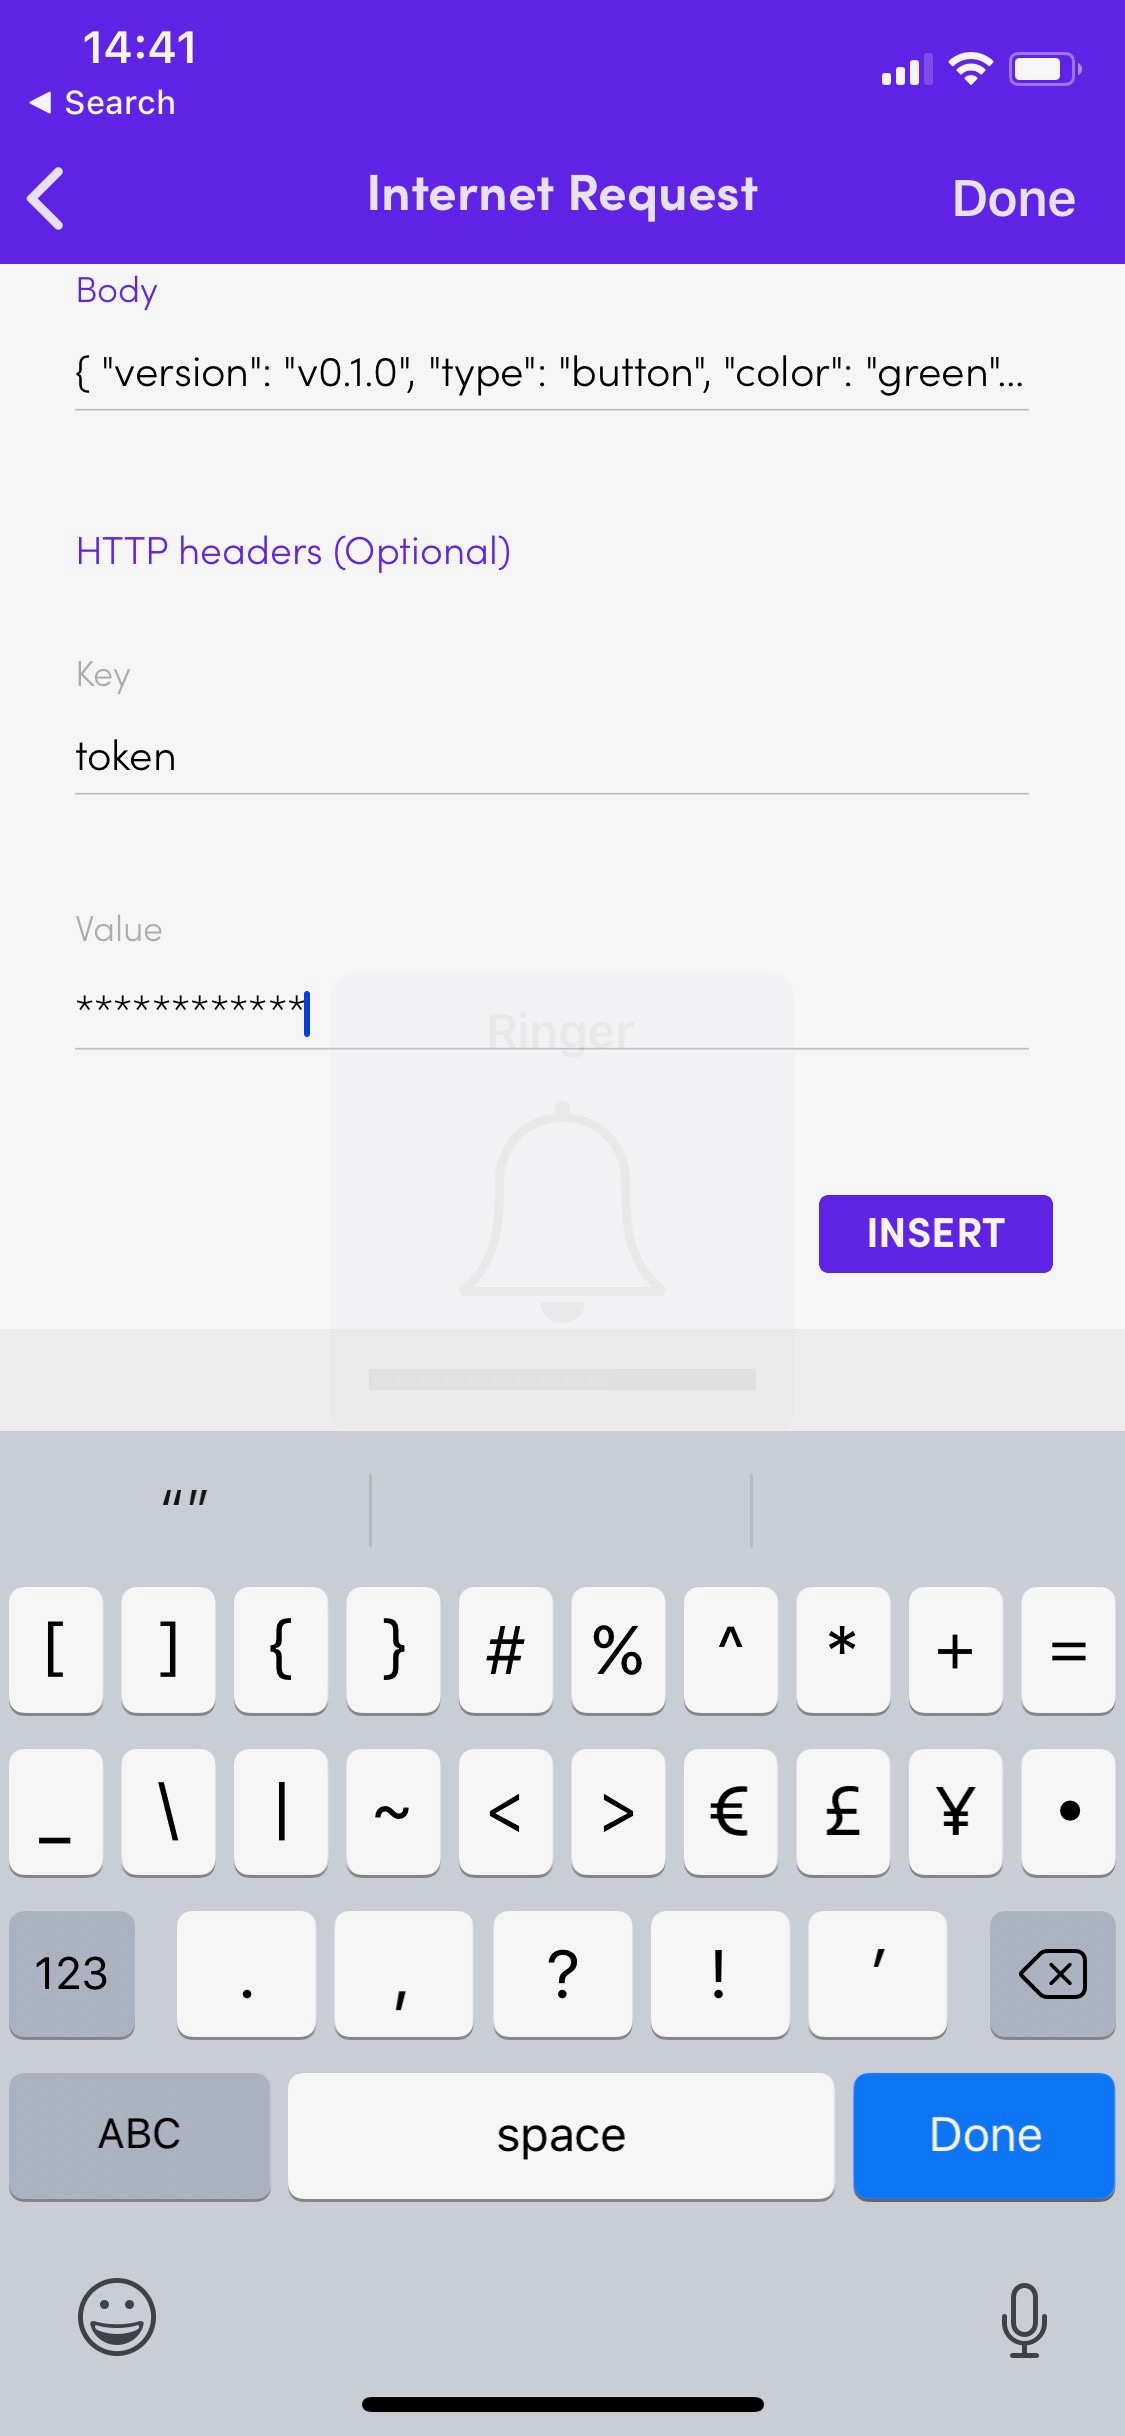 14:41
◀ Search
Internet Request
Done
Body
{ "version": "v0.1.0", "type": "button", "color": "green"...
HTTP headers (Optional)
Key
token
Value
************
Ringer
INSERT
“”
[ ] { } # % ^ * + =
_ \ | ~ < > € £ ¥ •
123 . , ? ! ’
ABC space Done